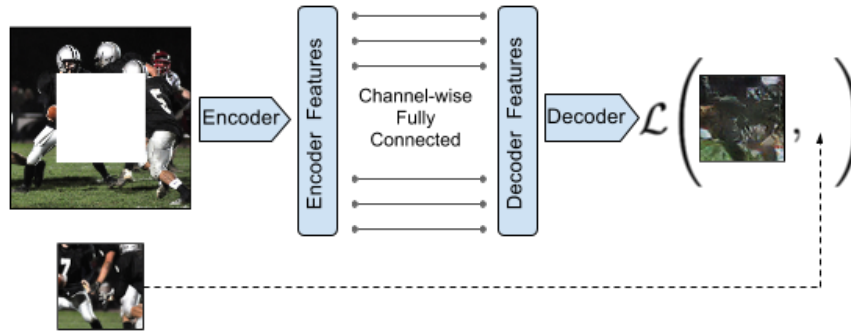 Encoder
Encoder Features
Channel-wise
Fully
Connected
Decoder Features
Decoder
ℒ( , )